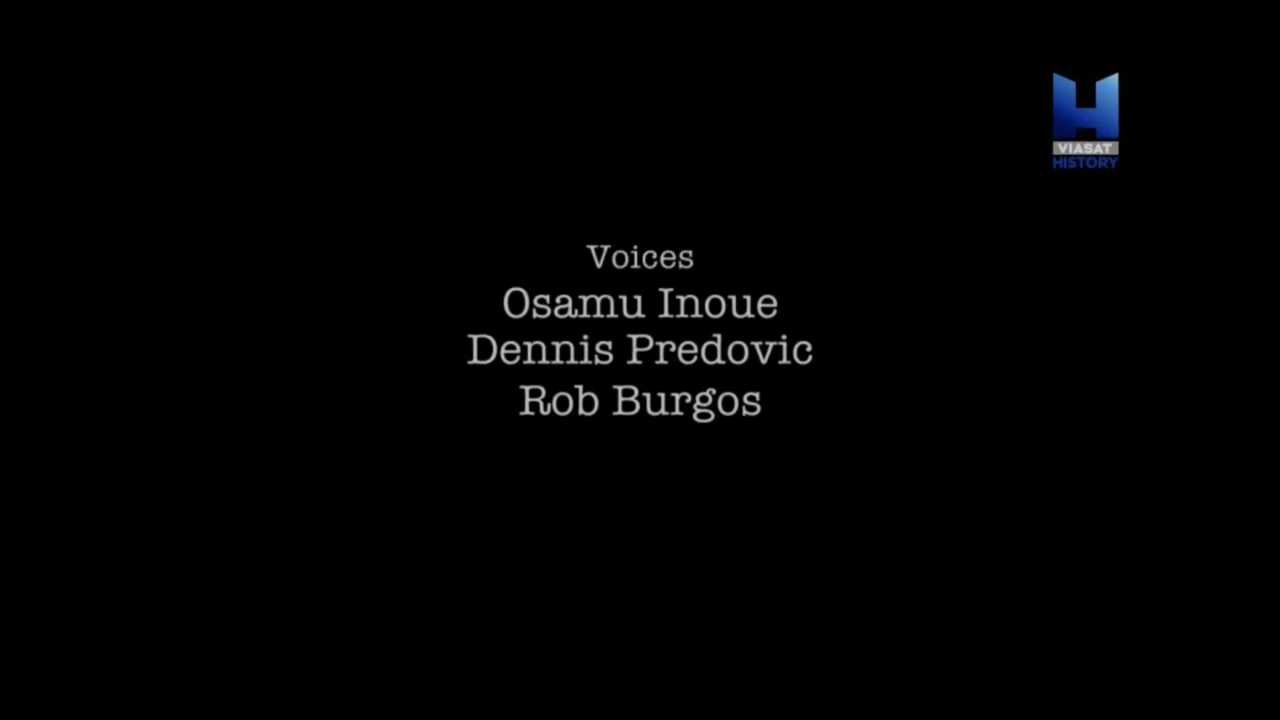 VIASAT
HISTORY
Voices
Osamu Inoue
Dennis Predovic
Rob Burgos